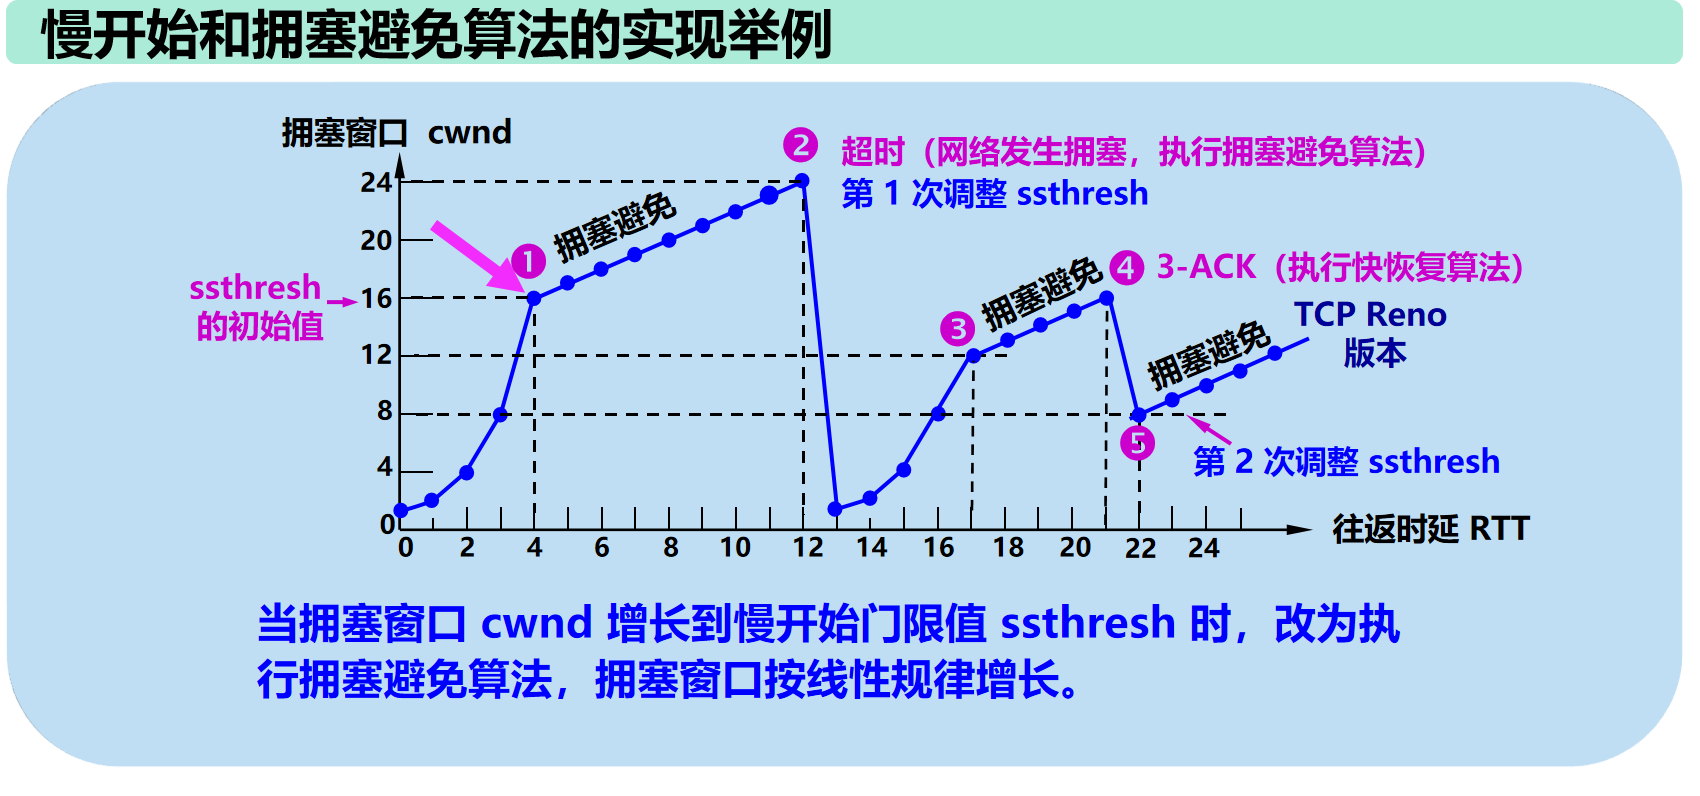 慢开始和拥塞避免算法的实现举例
拥塞窗口 cwnd
❷ 超时（网络发生拥塞，执行拥塞避免算法）
第 1 次调整 ssthresh
24
拥塞避免
20
❶
拥塞避免
❹ 3-ACK（执行快恢复算法）
ssthresh
的初始值
16
TCP Reno
版本
❸
12
拥塞避免
8
❺
第 2 次调整 ssthresh
4
0
0 2 4 6 8 10 12 14 16 18 20 22 24
往返时延 RTT
当拥塞窗口 cwnd 增长到慢开始门限值 ssthresh 时，改为执
行拥塞避免算法，拥塞窗口按线性规律增长。